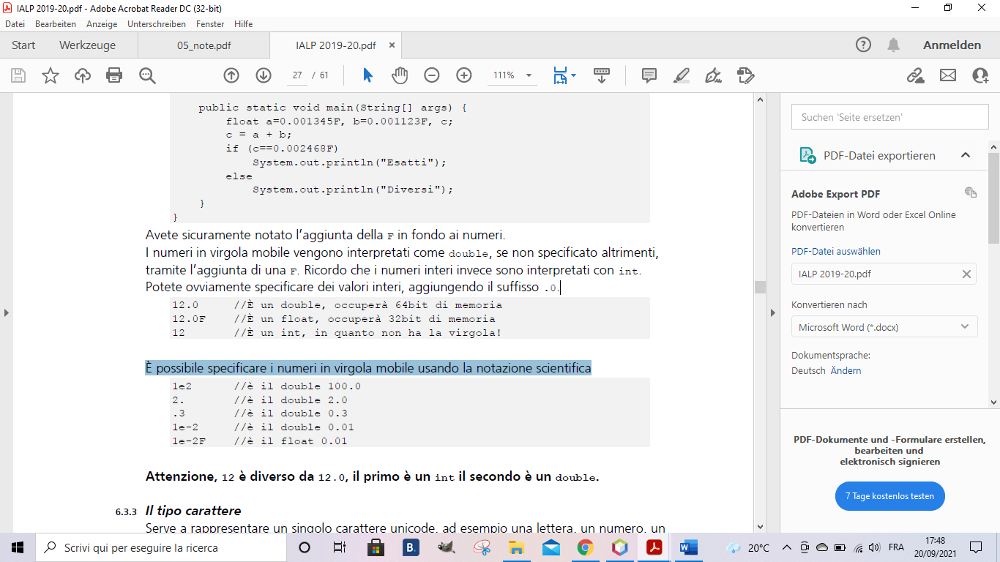 IALP 2019-20.pdf - Adobe Acrobat Reader DC (32-bit)
Datei Bearbeiten Anzeige Unterschreiben Fenster Hilfe
Start Werkzeuge 05_note.pdf IALP 2019-20.pdf × Anmelden
27 / 61 111%
public static void main(String[] args) {
float a=0.001345F, b=0.001123F, c;
c = a + b;
if (c==0.002468F)
System.out.println("Esatti");
else
System.out.println("Diversi");
}
}
Avete sicuramente notato l'aggiunta della F in fondo ai numeri.
I numeri in virgola mobile vengono interpretati come double, se non specificato altrimenti,
tramite l'aggiunta di una F. Ricordo che i numeri interi invece sono interpretati con int.
Potete ovviamente specificare dei valori interi, aggiungendo il suffisso .0.
12.0 //È un double, occuperà 64bit di memoria
12.0F //È un float, occuperà 32bit di memoria
12 //È un int, in quanto non ha la virgola!
È possibile specificare i numeri in virgola mobile usando la notazione scientifica
1e2 //è il double 100.0
2. //è il double 2.0
.3 //è il double 0.3
1e-2 //è il double 0.01
1e-2F //è il float 0.01
Attenzione, 12 è diverso da 12.0, il primo è un int il secondo è un double.
6.3.3 Il tipo carattere
Serve a rappresentare un singolo carattere unicode, ad esempio una lettera, un numero, un
Suchen 'Seite ersetzen'
PDF-Datei exportieren
Adobe Export PDF
PDF-Dateien in Word oder Excel Online
konvertieren
PDF-Datei auswählen
IALP 2019-20.pdf
Konvertieren nach
Microsoft Word (*.docx)
Dokumentsprache:
Deutsch Ändern
PDF-Dokumente und -Formulare erstellen,
bearbeiten und
elektronisch signieren
7 Tage kostenlos testen
Scrivi qui per eseguire la ricerca
B.
W
20°C
FRA
17:48
20/09/2021